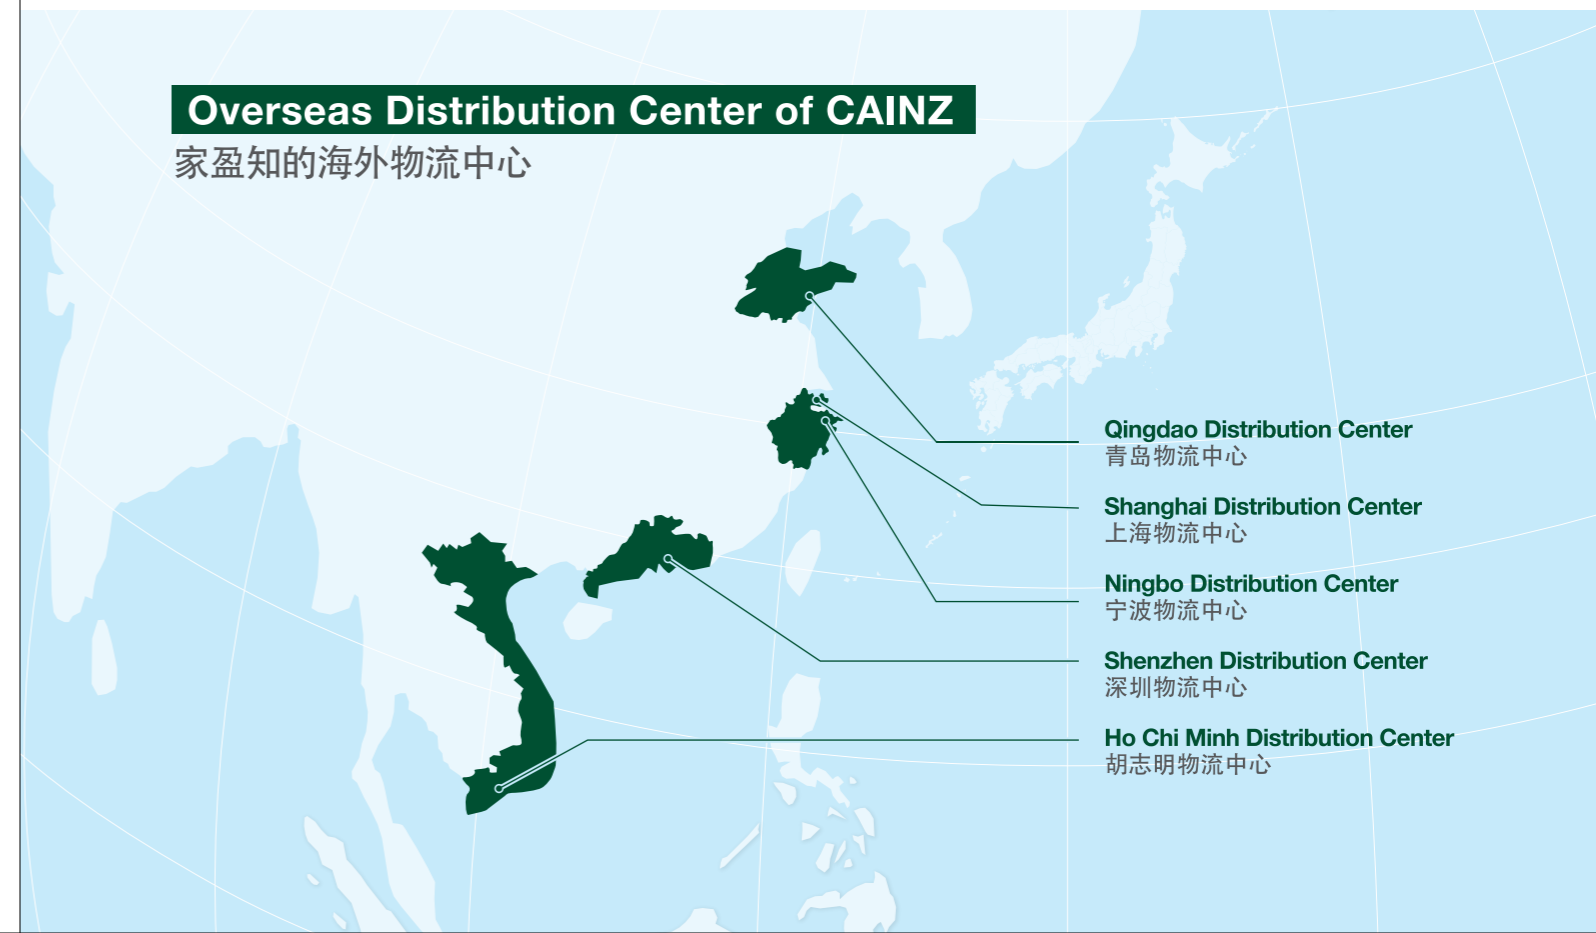 Overseas Distribution Center of CAINZ
家盈知的海外物流中心
Qingdao Distribution Center
青岛物流中心
Shanghai Distribution Center
上海物流中心
Ningbo Distribution Center
宁波物流中心
Shenzhen Distribution Center
深圳物流中心
Ho Chi Minh Distribution Center
胡志明物流中心